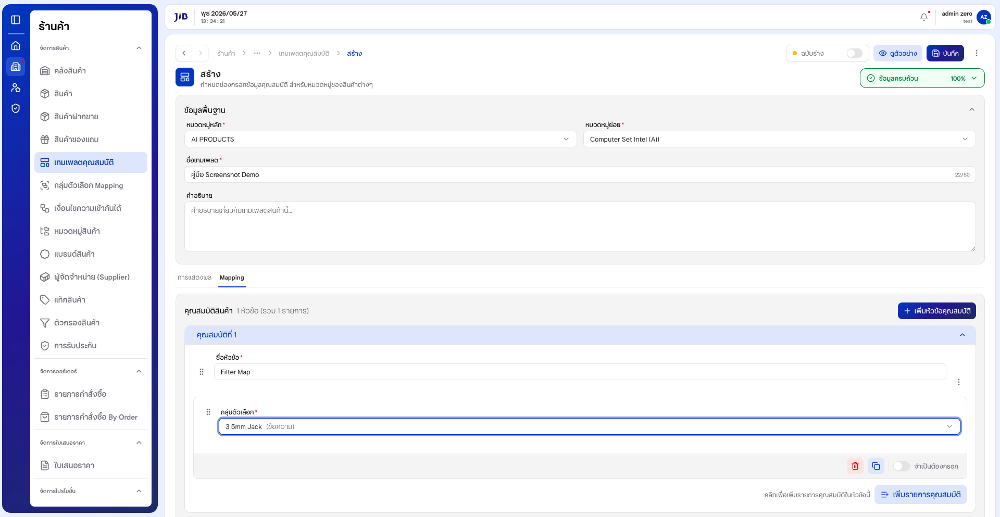 ร้านค้า
จัดการสินค้า
คลังสินค้า
สินค้า
สินค้าฝากขาย
สินค้าของแถม
เทมเพลตคุณสมบัติ
กลุ่มตัวเลือก Mapping
เงื่อนไขความเข้ากันได้
หมวดหมู่สินค้า
แบรนด์สินค้า
ผู้จัดจำหน่าย (Supplier)
แท็กสินค้า
ตัวกรองสินค้า
การรับประกัน
จัดการออร์เดอร์
รายการคำสั่งซื้อ
รายการคำสั่งซื้อ By Order
จัดการใบเสนอราคา
ใบเสนอราคา
จัดการโปรโมชั่น
JIB
พุธ 2026/05/27
13 : 34 : 21
admin zero
test
AZ
ร้านค้า
เทมเพลตคุณสมบัติ
สร้าง
ฉบับร่าง
ดูตัวอย่าง
บันทึก
สร้าง
กำหนดช่องกรอกข้อมูลคุณสมบัติ สำหรับหมวดหมู่ของสินค้าต่างๆ
ข้อมูลครบถ้วน 100%
ข้อมูลพื้นฐาน
หมวดหมู่หลัก*
AI PRODUCTS
หมวดหมู่ย่อย*
Computer Set Intel (Ai)
ชื่อเทมเพลต*
คู่มือ Screenshot Demo
22/50
คำอธิบาย
คำอธิบายเกี่ยวกับเทมเพลตสินค้านี้...
การแสดงผล
Mapping
คุณสมบัติสินค้า 1 หัวข้อ (รวม 1 รายการ)
เพิ่มหัวข้อคุณสมบัติ
คุณสมบัติที่ 1
ชื่อหัวข้อ*
Filter Map
กลุ่มตัวเลือก*
3 5mm Jack (ข้อความ)
จำเป็นต้องกรอก
คลิกเพื่อเพิ่มรายการคุณสมบัติในหัวข้อนี้
เพิ่มรายการคุณสมบัติ